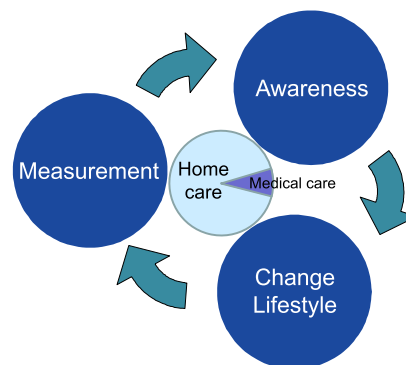 Awareness
Measurement
Home
care
Medical care
Change
Lifestyle